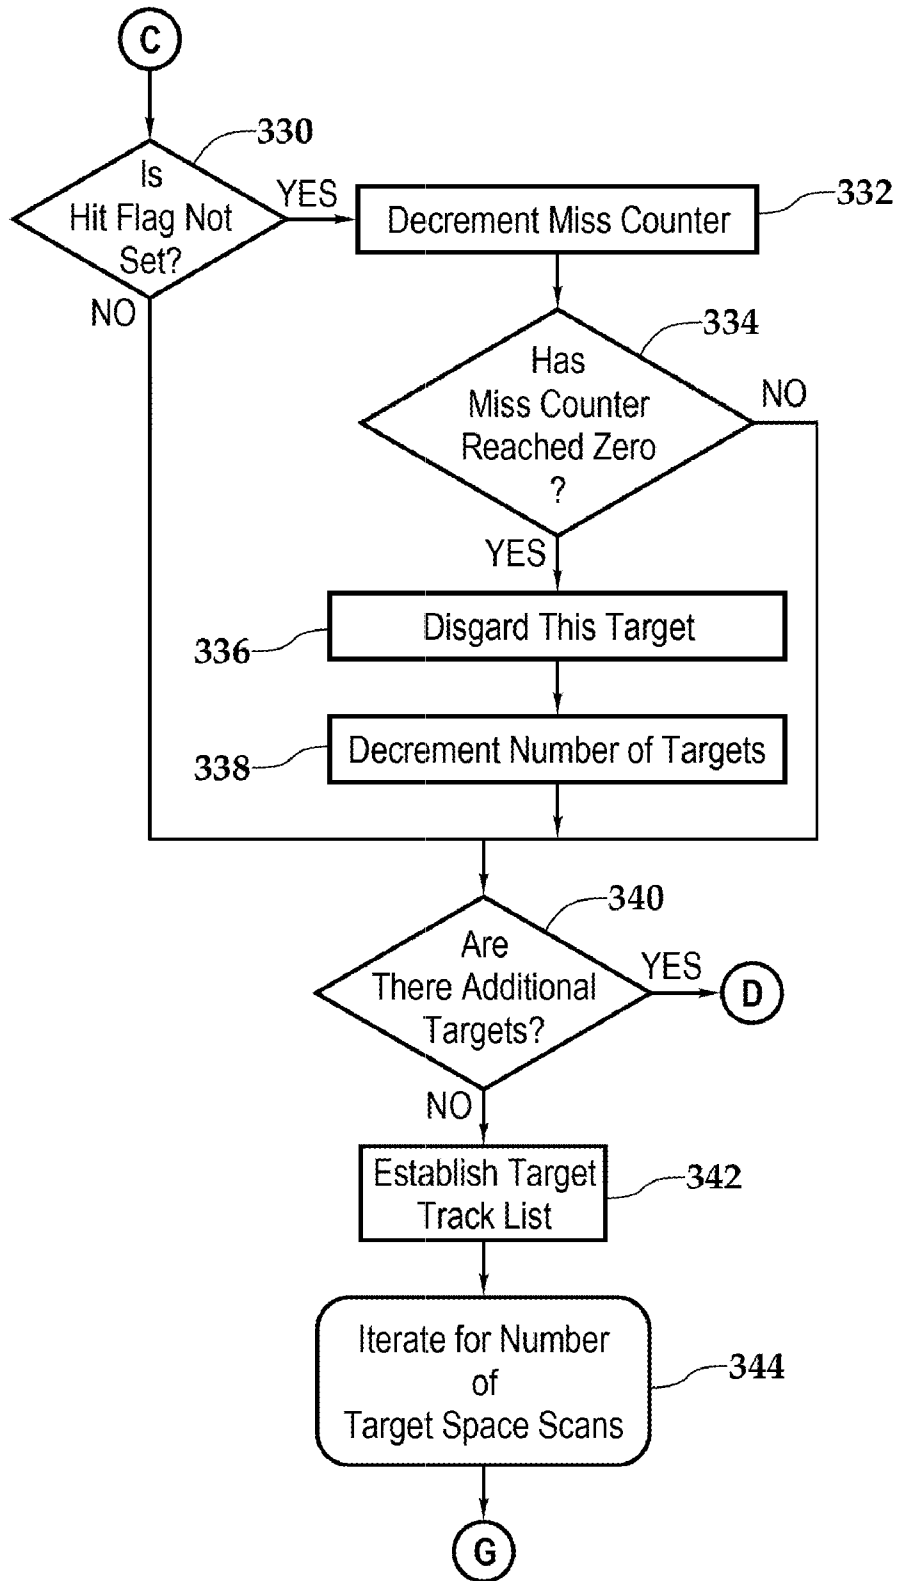 C
330
Is
Hit Flag Not
Set?
YES
NO
Decrement Miss Counter
332
334
Has
Miss Counter
Reached Zero
?
NO
YES
Disgard This Target
336
Decrement Number of Targets
338
340
Are
There Additional
Targets?
YES
D
NO
Establish Target
Track List
342
Iterate for Number
of
Target Space Scans
344
G